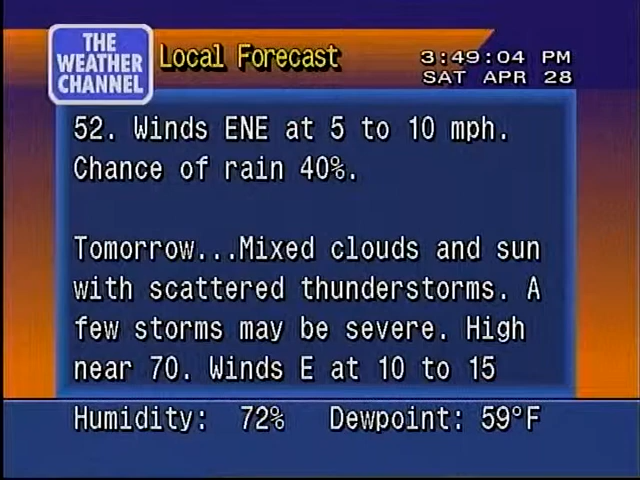 THE
WEATHER
CHANNEL
Local Forecast
3:49:04 PM
SAT APR 28
52. Winds ENE at 5 to 10 mph.
Chance of rain 40%.
Tomorrow...Mixed clouds and sun
with scattered thunderstorms. A
few storms may be severe. High
near 70. Winds E at 10 to 15
Humidity: 72% Dewpoint: 59°F